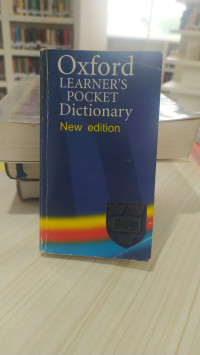 Oxford
LEARNER'S
POCKET
Dictionary
New edition